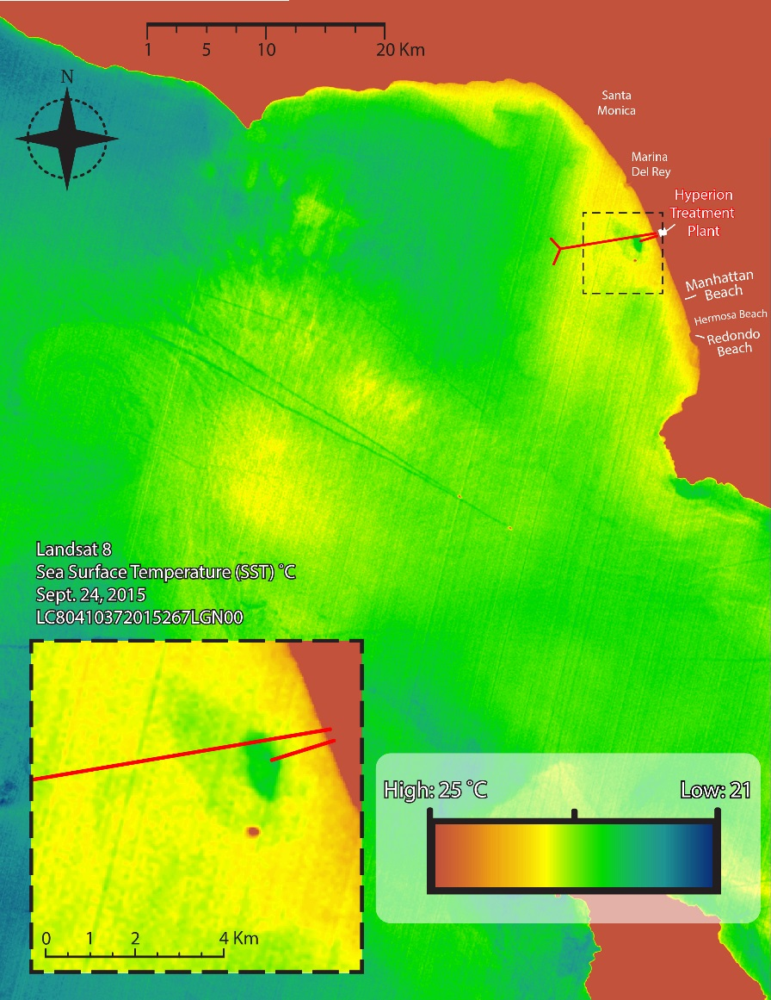 1 5 10 20 Km
N
Santa
Monica
Marina
Del Rey
Hyperion
Treatment
Plant
Manhattan
Beach
Hermosa Beach
Redondo
Beach
Landsat 8
Sea Surface Temperature (SST) °C
Sept. 24, 2015
LC80410372015267LGN00
High: 25 °C Low: 21
0 1 2 4 Km